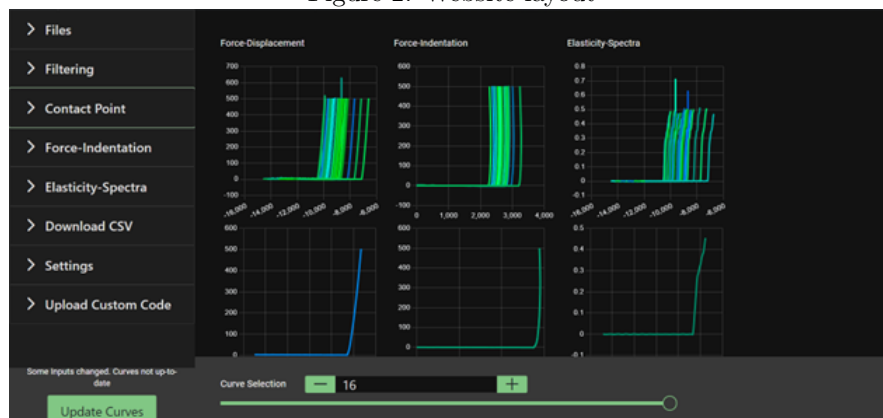 Figure 2: Website layout
Files
Filtering
Contact Point
Force-Indentation
Elasticity-Spectra
Download CSV
Settings
Upload Custom Code
Some Inputs changed. Curves not up-to-
date
Update Curves
Force-Displacement
700
600
500
400
300
200
100
0
-100
-16,000 -14,000 -12,000 -10,000 -8,000 -6,000
Force-Indentation
600
500
400
300
200
100
0
-100
0 1,000 2,000 3,000 4,000
Elasticity-Spectra
0.8
0.7
0.6
0.5
0.4
0.3
0.2
0.1
0
-0.1
-16,000 -14,000 -12,000 -10,000 -8,000 -6,000
600
500
400
300
200
100
0
600
500
400
300
200
100
0
0.5
0.4
0.3
0.2
0.1
0
-0.1
Curve Selection — 16 +